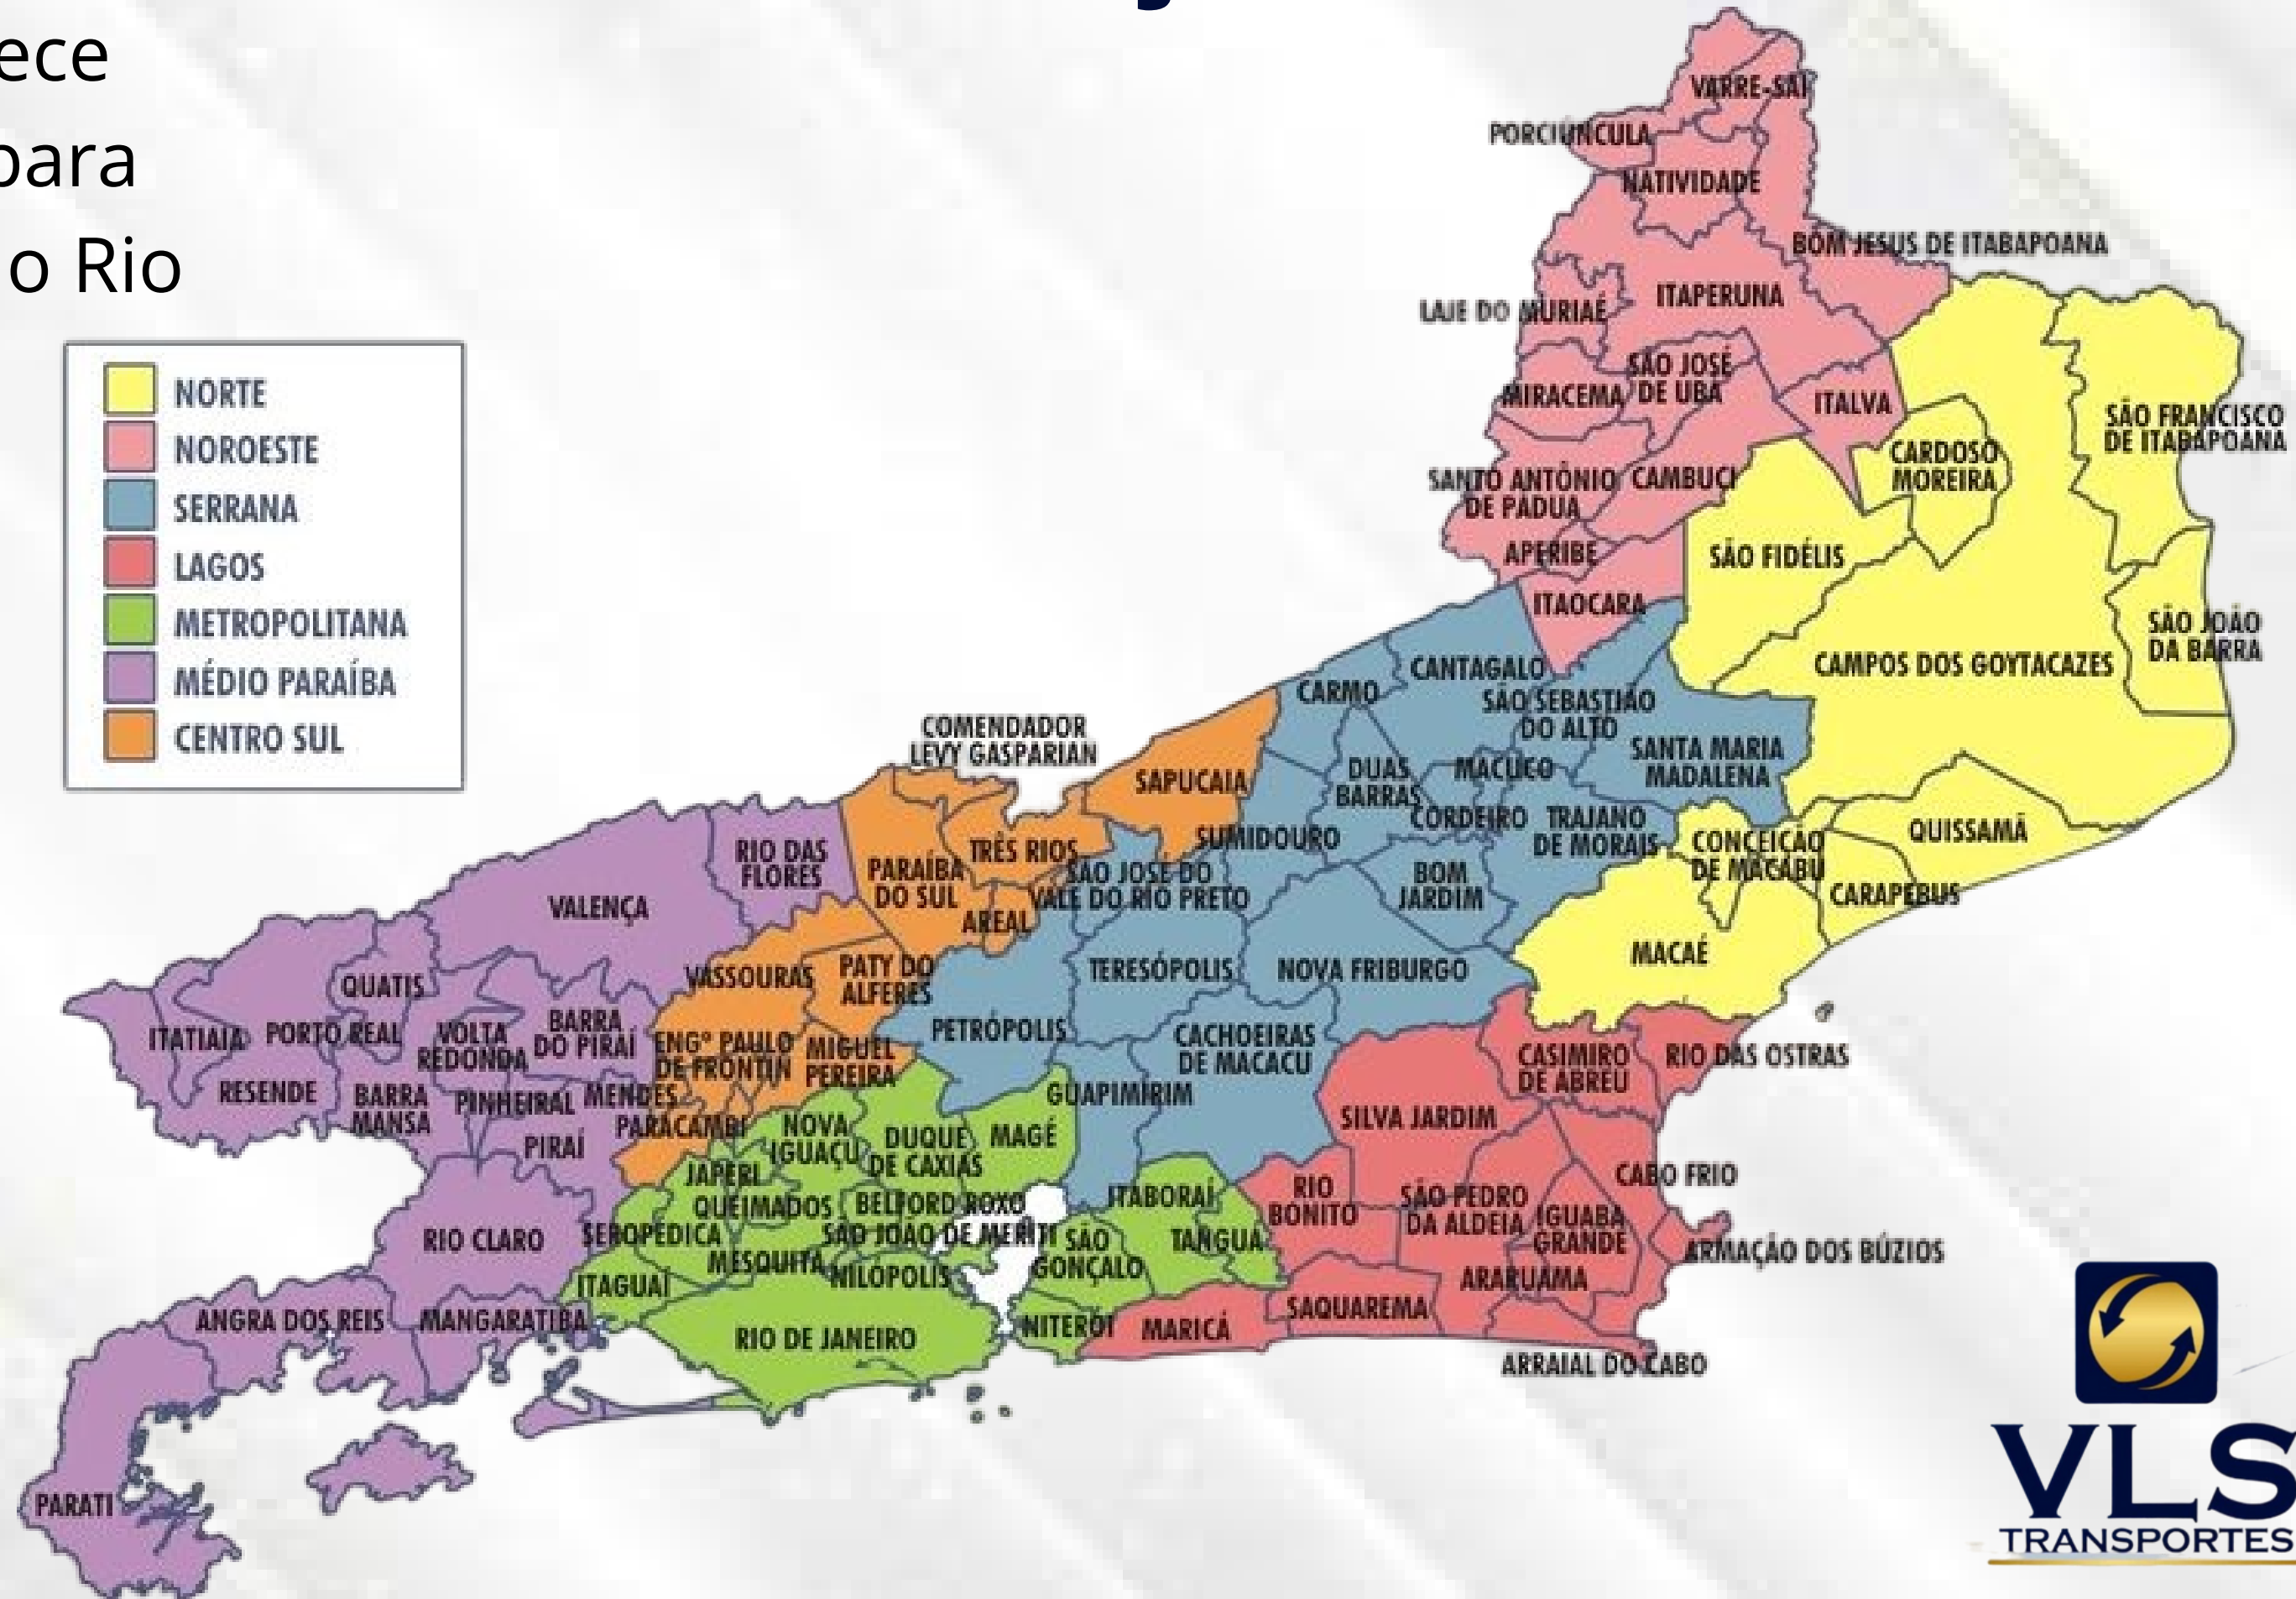 ece
para
o Rio
NORTE
NOROESTE
SERRANA
LAGOS
METROPOLITANA
MÉDIO PARAÍBA
CENTRO SUL
VARRE-SAI
PORCIÚNCULA
NATIVIDADE
BOM JESUS DE ITABAPOANA
LAJE DO MURIAÉ
ITAPERUNA
SÃO JOSÉ
DE UBÁ
MIRACEMA
ITALVA
SÃO FRANCISCO
DE ITABAPOANA
CARDOSO
MOREIRA
SANTO ANTÔNIO
DE PADUA
CAMBUCI
APERIBE
SÃO FIDÉLIS
ITAOCARA
SÃO JOÃO
DA BARRA
CAMPOS DOS GOYTACAZES
CANTAGALO
CARMO
SÃO SEBASTIÃO
DO ALTO
SANTA MARIA
MADALENA
COMENDADOR
LEVY GASPARIAN
SAPUCAIA
DUAS
BARRAS
MACUCO
CORDEIRO
TRAJANO
DE MORAIS
SUMIDOURO
CONCEIÇÃO
DE MACABU
QUISSAMÃ
CARAPEBUS
RIO DAS
FLORES
PARAÍBA
DO SUL
TRÊS RIOS
SÃO JOSÉ DO
VALE DO RIO PRETO
BOM
JARDIM
AREAL
VALENÇA
MACAÉ
VASSOURAS
PATY DO
ALFERES
TERESÓPOLIS
NOVA FRIBURGO
QUATIS
ITATIAIA
PORTO REAL
VOLTA
REDONDA
BARRA
DO PIRAÍ
ENGº PAULO
DE FRONTIN
MIGUEL
PEREIRA
PETRÓPOLIS
CACHOEIRAS
DE MACACU
CASIMIRO
DE ABREU
RIO DAS OSTRAS
RESENDE
BARRA
MANSA
PINHEIRAL
MENDES
GUAPIMIRIM
SILVA JARDIM
PIRAÍ
PARACAMBI
NOVA
IGUAÇU
DUQUE
DE CAXIAS
MAGÉ
JAPERI
QUEIMADOS
BELFORD ROXO
ITABORAÍ
RIO
BONITO
SÃO PEDRO
DA ALDEIA
CABO FRIO
IGUABA
GRANDE
RIO CLARO
SEROPÉDICA
SÃO JOÃO DE MERITI
SÃO
GONÇALO
TANGUÁ
ARMAÇÃO DOS BÚZIOS
MESQUITA
NILÓPOLIS
ITAGUAÍ
ARARUAMA
ANGRA DOS REIS
MANGARATIBA
RIO DE JANEIRO
NITERÓI
MARICÁ
SAQUAREMA
ARRAIAL DO CABO
PARATI
VLS
TRANSPORTES